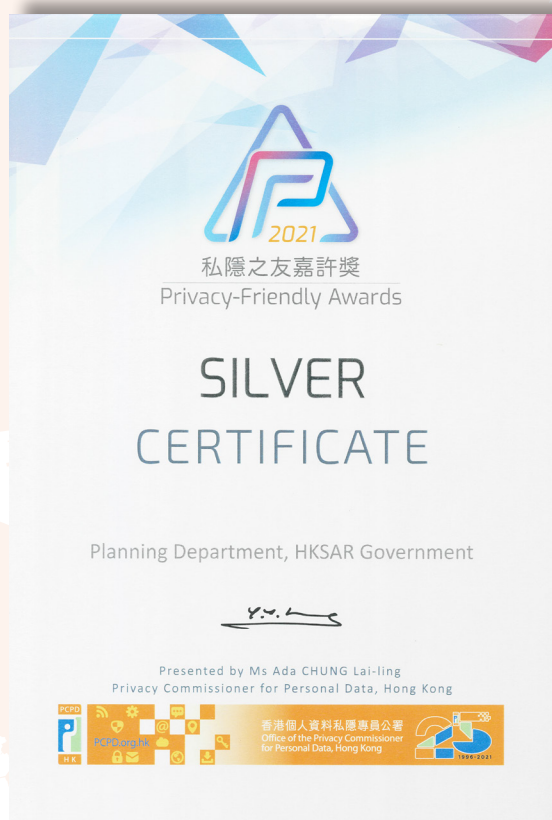 2021
私隱之友嘉許獎
Privacy-Friendly Awards
SILVER
CERTIFICATE
Planning Department, HKSAR Government
Presented by Ms Ada CHUNG Lai-ling
Privacy Commissioner for Personal Data, Hong Kong
PCPD
HK
PCPD.org.hk
香港個人資料私隱專員公署
Office of the Privacy Commissioner
for Personal Data, Hong Kong
25
1996-2021